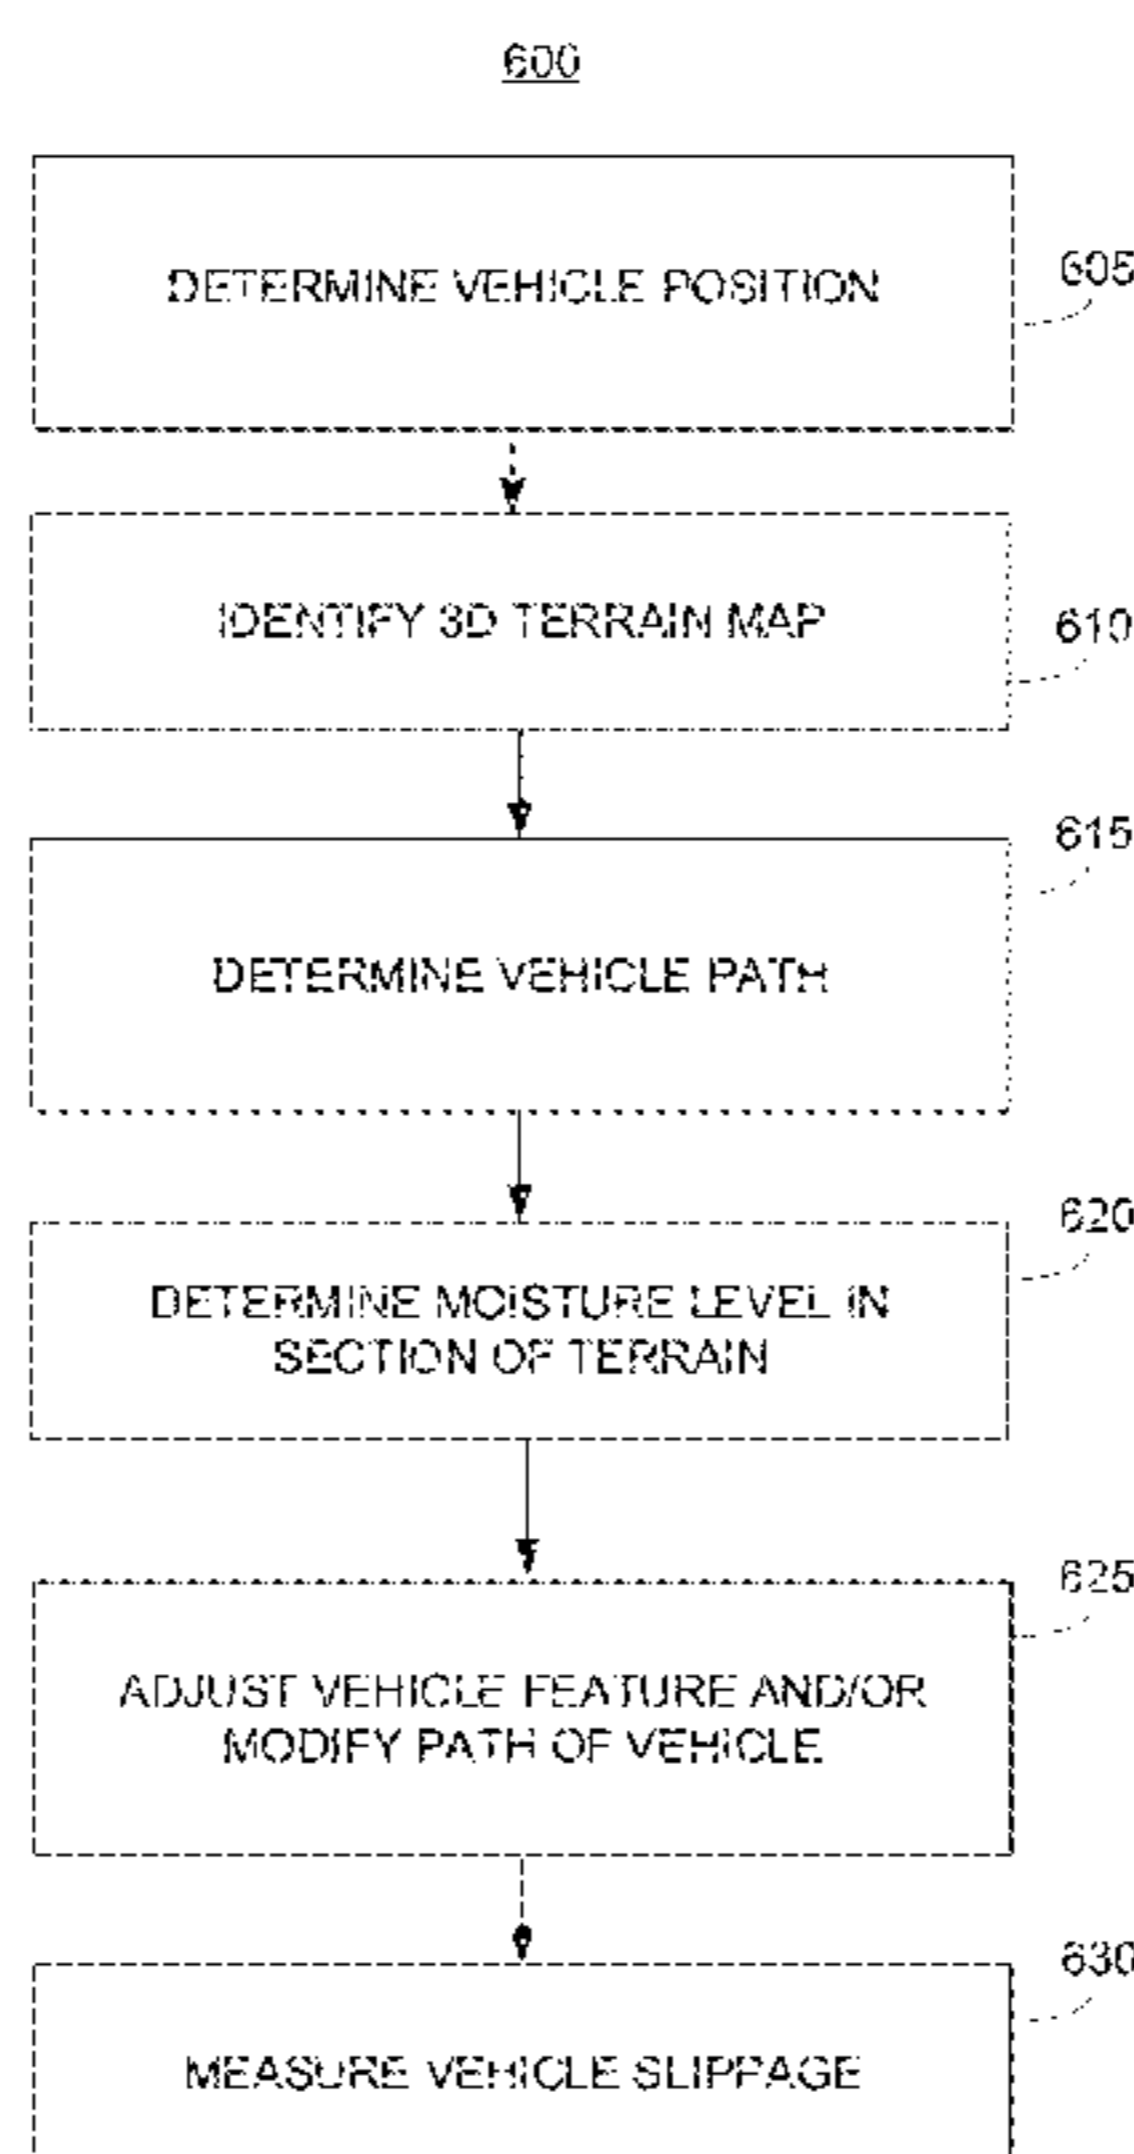 600
DETERMINE VEHICLE POSITION
605
IDENTIFY 3D TERRAIN MAP
610
615
DETERMINE VEHICLE PATH
620
DETERMINE MOISTURE LEVEL IN
SECTION OF TERRAIN
625
ADJUST VEHICLE FEATURE AND/OR
MODIFY PATH OF VEHICLE
630
MEASURE VEHICLE SLIPPAGE